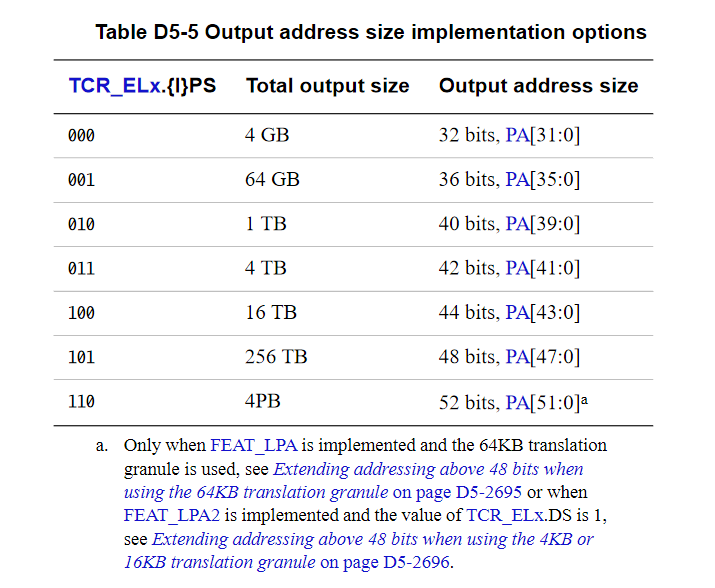 Table D5-5 Output address size implementation options
TCR_ELx.{I}PS Total output size Output address size
000 4 GB 32 bits, PA[31:0]
001 64 GB 36 bits, PA[35:0]
010 1 TB 40 bits, PA[39:0]
011 4 TB 42 bits, PA[41:0]
100 16 TB 44 bits, PA[43:0]
101 256 TB 48 bits, PA[47:0]
110 4PB 52 bits, PA[51:0]a
a. Only when FEAT_LPA is implemented and the 64KB translation
granule is used, see Extending addressing above 48 bits when
using the 64KB translation granule on page D5-2695 or when
FEAT_LPA2 is implemented and the value of TCR_ELx.DS is 1,
see Extending addressing above 48 bits when using the 4KB or
16KB translation granule on page D5-2696.